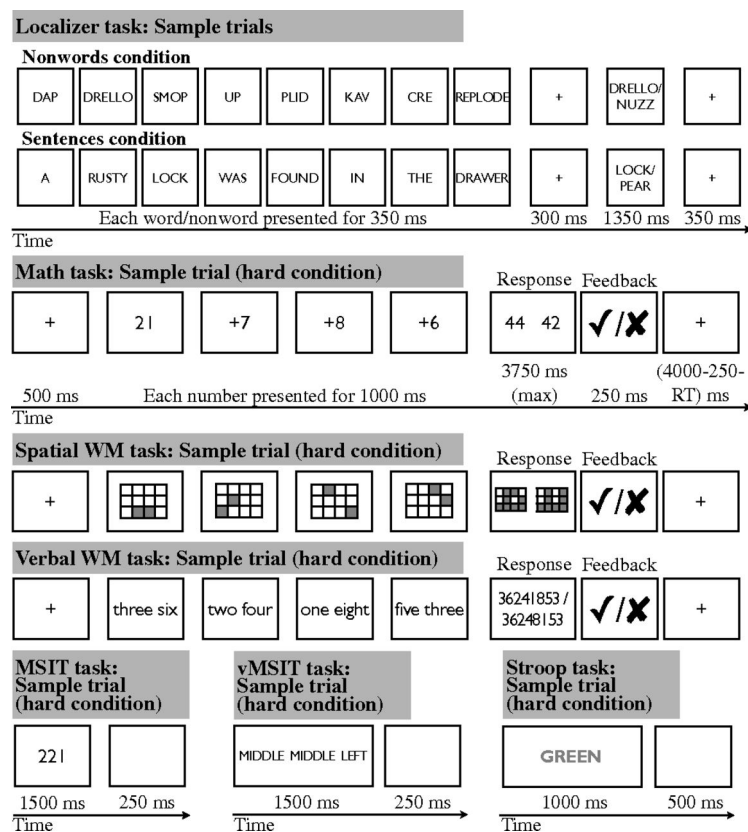 Localizer task: Sample trials
Nonwords condition
DAP DRELLO SMOP UP PLID KAV CRE REPLODE + DRELLO/ NUZZ +
Sentences condition
A RUSTY LOCK WAS FOUND IN THE DRAWER + LOCK/ PEAR +
Each word/nonword presented for 350 ms 300 ms 1350 ms 350 ms
Time
Math task: Sample trial (hard condition)
Response Feedback
+ 21 +7 +8 +6 44 42 ✓/✗ +
3750 ms (max) 250 ms (4000-250-RT) ms
500 ms Each number presented for 1000 ms
Time
Spatial WM task: Sample trial (hard condition)
Response Feedback
+ ✓/✗ +
Verbal WM task: Sample trial (hard condition)
Response Feedback
+ three six two four one eight five three 36241853 / 36248153 ✓/✗ +
MSIT task:
Sample trial
(hard condition)
221
1500 ms 250 ms
Time
vMSIT task:
Sample trial
(hard condition)
MIDDLE MIDDLE LEFT
1500 ms 250 ms
Time
Stroop task:
Sample trial
(hard condition)
GREEN
1000 ms 500 ms
Time